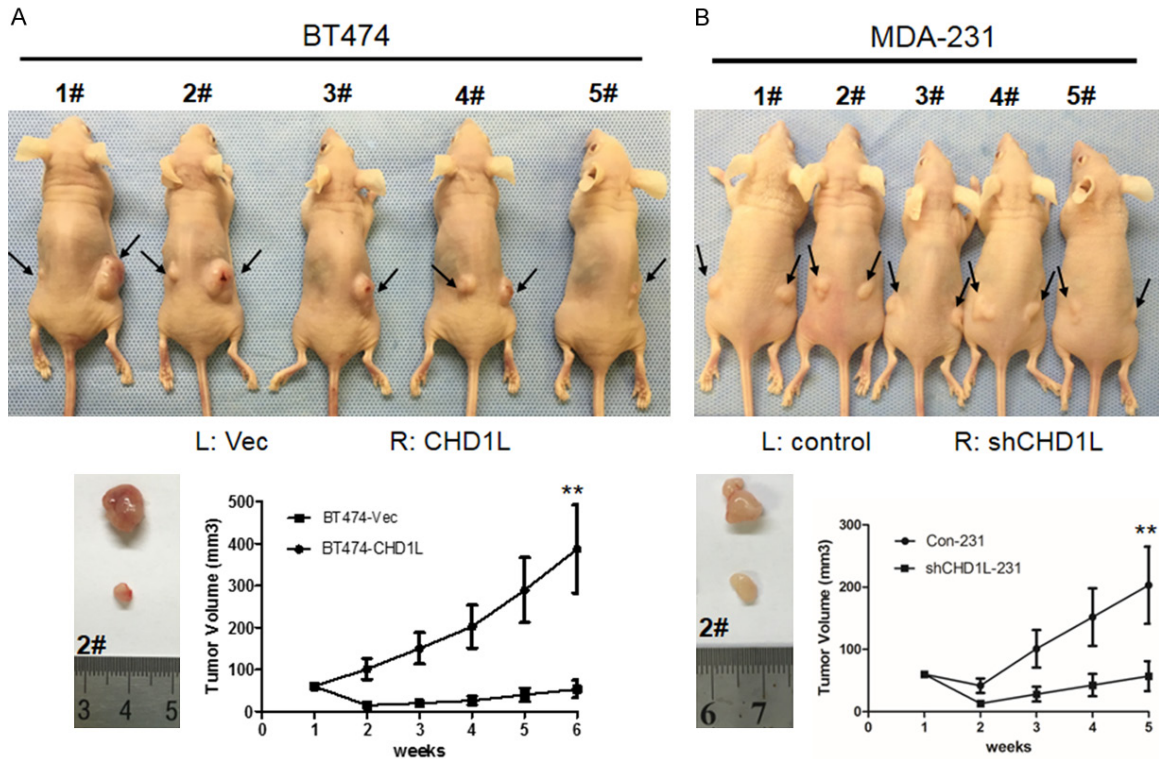 A
BT474
1# 2# 3# 4# 5#
L: Vec R: CHD1L
2#
3 4 5
Tumor Volume (mm3)
500
400
300
200
100
0
BT474-Vec
BT474-CHD1L
**
0 1 2 3 4 5 6
weeks
B
MDA-231
1# 2# 3# 4# 5#
L: control R: shCHD1L
2#
6 7
Tumor Volume (mm3)
300
200
100
0
Con-231
shCHD1L-231
**
0 1 2 3 4 5
weeks